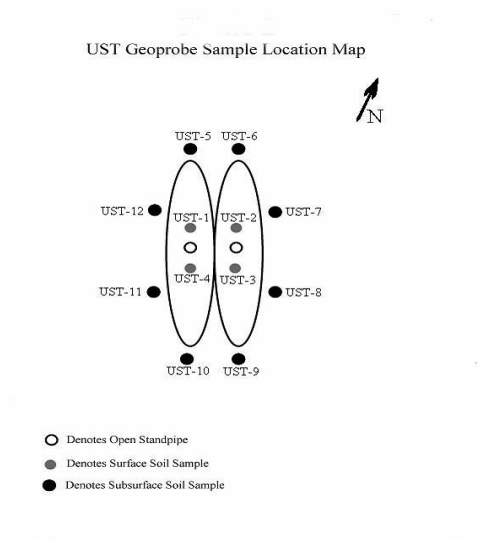 UST Geoprobe Sample Location Map
N
UST-5 UST-6
UST-12 UST-1 UST-2 UST-7
UST-11 UST-4 UST-3 UST-8
UST-10 UST-9
Denotes Open Standpipe
Denotes Surface Soil Sample
Denotes Subsurface Soil Sample